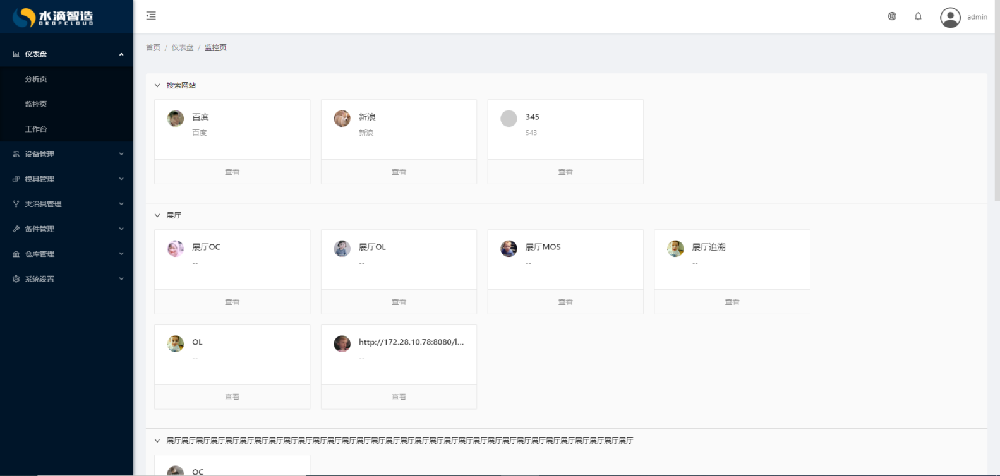 水滴智造
DROPCLOUD
admin
仪表盘
分析页
监控页
工作台
设备管理
模具管理
夹治具管理
备件管理
仓库管理
系统设置
首页 / 仪表盘 / 监控页
搜索网站
百度
百度
查看
新浪
新浪
查看
345
543
查看
展厅
展厅OC
--
查看
展厅OL
--
查看
展厅MOS
--
查看
展厅追溯
--
查看
OL
--
查看
http://172.28.10.78:8080/l...
--
查看
展厅展厅展厅展厅展厅展厅展厅展厅展厅展厅展厅展厅展厅展厅展厅展厅展厅展厅展厅展厅展厅展厅展厅展厅展厅展厅展厅展厅展厅展厅展厅展厅
OC